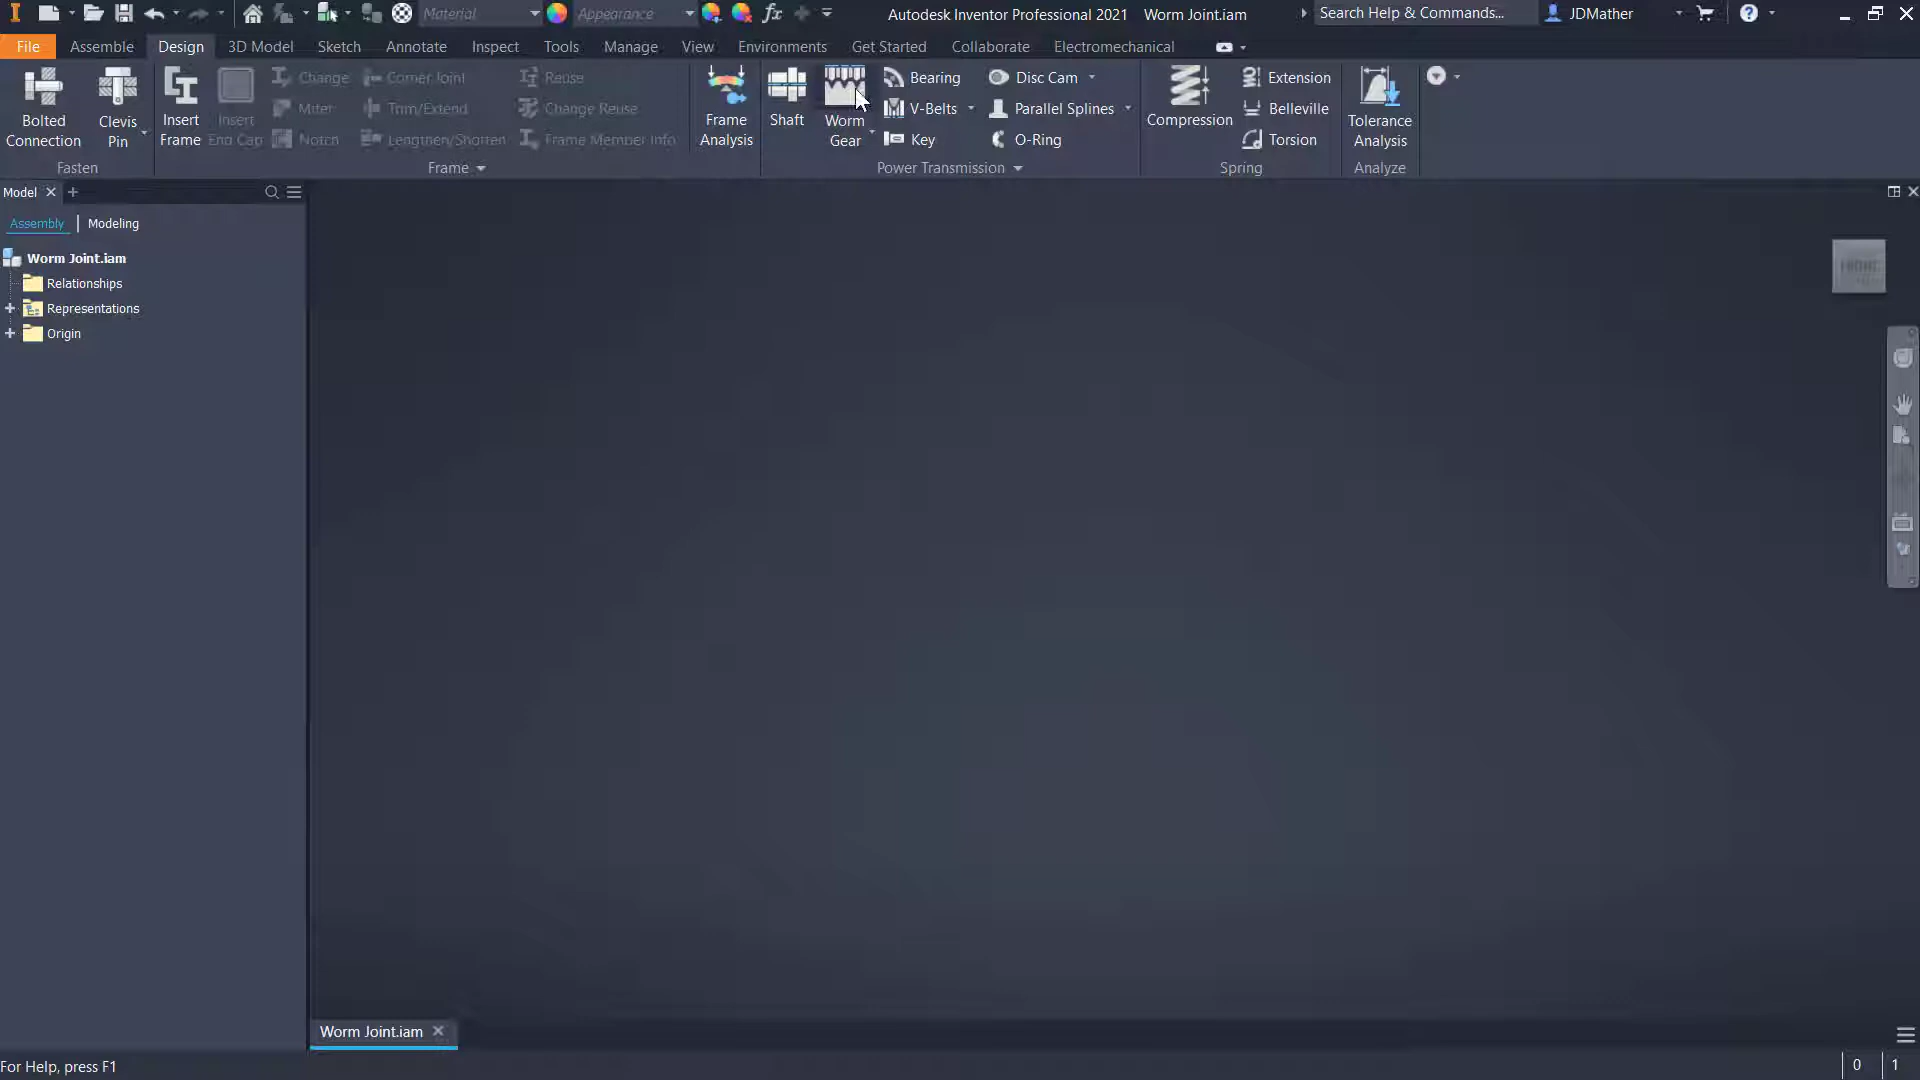 Material
Appearance
Autodesk Inventor Professional 2021 Worm Joint.iam
Search Help & Commands...
JDMather
File Assemble Design 3D Model Sketch Annotate Inspect Tools Manage View Environments Get Started Collaborate Electromechanical
Bolted
Connection
Clevis
Pin
Fasten
Insert
Frame
Insert
End Cap
Change
Miter
Notch
Corner Joint
Trim/Extend
Lengthen/Shorten
Reuse
Change Reuse
Frame Member Info
Frame
Frame
Analysis
Shaft
Worm
Gear
Bearing
V-Belts
Key
Disc Cam
Parallel Splines
O-Ring
Power Transmission
Compression
Extension
Belleville
Torsion
Spring
Tolerance
Analysis
Analyze
Model
Assembly | Modeling
Worm Joint.iam
Relationships
Representations
Origin
Worm Joint.iam
For Help, press F1
0 1